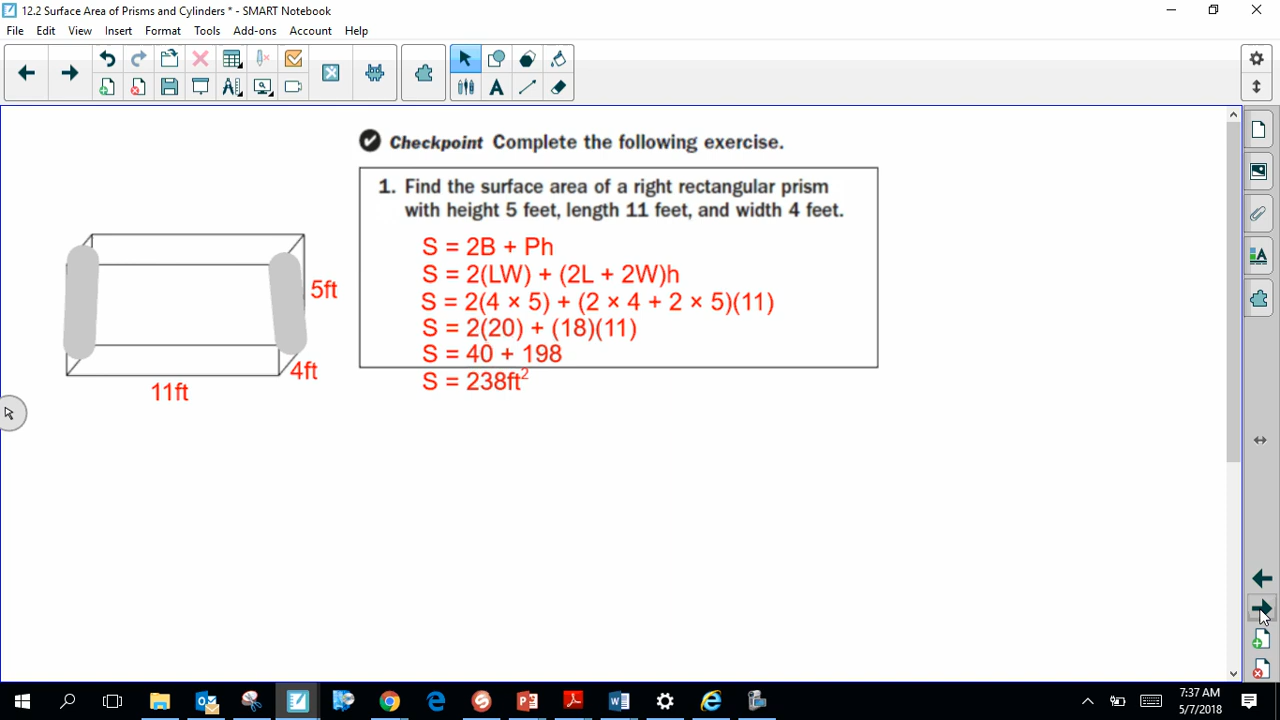 12.2 Surface Area of Prisms and Cylinders * - SMART Notebook
File Edit View Insert Format Tools Add-ons Account Help
Checkpoint Complete the following exercise.
1. Find the surface area of a right rectangular prism
with height 5 feet, length 11 feet, and width 4 feet.
S = 2B + Ph
S = 2(LW) + (2L + 2W)h
S = 2(4 × 5) + (2 × 4 + 2 × 5)(11)
S = 2(20) + (18)(11)
S = 40 + 198
S = 238ft²
5ft
4ft
11ft
7:37 AM
5/7/2018